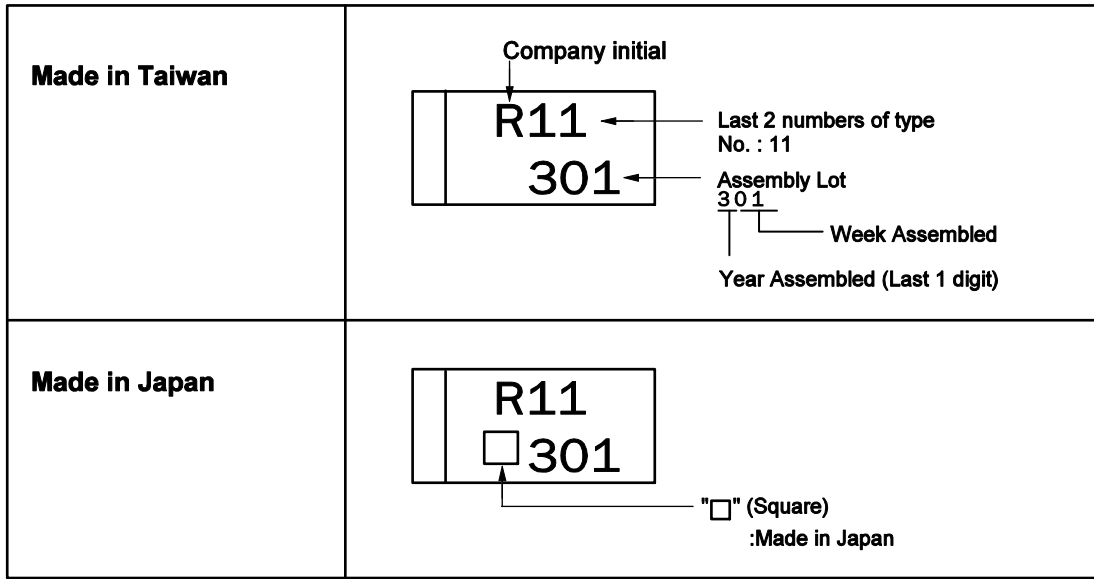 Made in Taiwan
Company initial
R11
301
Last 2 numbers of type
No. : 11
Assembly Lot
301
Week Assembled
Year Assembled (Last 1 digit)
Made in Japan
R11
□301
"□" (Square)
:Made in Japan